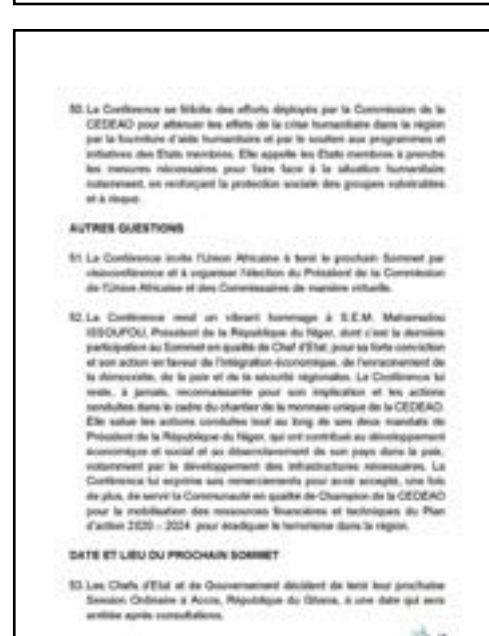 50. La Conférence se félicite des efforts déployés par la Commission de la
CEDEAO pour atténuer les effets de la crise humanitaire dans la région
par la fourniture d'aide humanitaire et par le soutien aux programmes et
initiatives des Etats membres. Elle appelle les Etats membres à prendre
les mesures nécessaires pour faire face à la situation humanitaire
notamment, en renforçant la protection sociale des groupes vulnérables
et à risque.
AUTRES QUESTIONS
51. La Conférence invite l'Union Africaine à tenir le prochain Sommet par
visioconférence et à organiser l'élection du Président de la Commission
de l'Union Africaine et des Commissaires de manière virtuelle.
52. La Conférence rend un vibrant hommage à S.E.M. Mahamadou
ISSOUFOU, Président de la République du Niger, dont c'est la dernière
participation au Sommet en qualité de Chef d'Etat, pour sa forte conviction
et son action en faveur de l'intégration économique, de l'enracinement de
la démocratie, de la paix et de la sécurité régionales. La Conférence lui
reste, à jamais, reconnaissante pour son implication et les actions
conduites dans le cadre du chantier de la monnaie unique de la CEDEAO.
Elle salue les actions conduites tout au long de ses deux mandats de
Président de la République du Niger, qui ont contribué au développement
économique et social et au désenclavement de son pays dans la paix,
notamment par le développement des infrastructures nécessaires. La
Conférence lui exprime ses remerciements pour avoir accepté, une fois
de plus, de servir la Communauté en qualité de Champion de la CEDEAO
pour la mobilisation des ressources financières et techniques du Plan
d'action 2020 – 2024 pour éradiquer le terrorisme dans la région.
DATE ET LIEU DU PROCHAIN SOMMET
53. Les Chefs d'Etat et de Gouvernement décident de tenir leur prochaine
Session Ordinaire à Accra, République du Ghana, à une date qui sera
arrêtée après consultations.